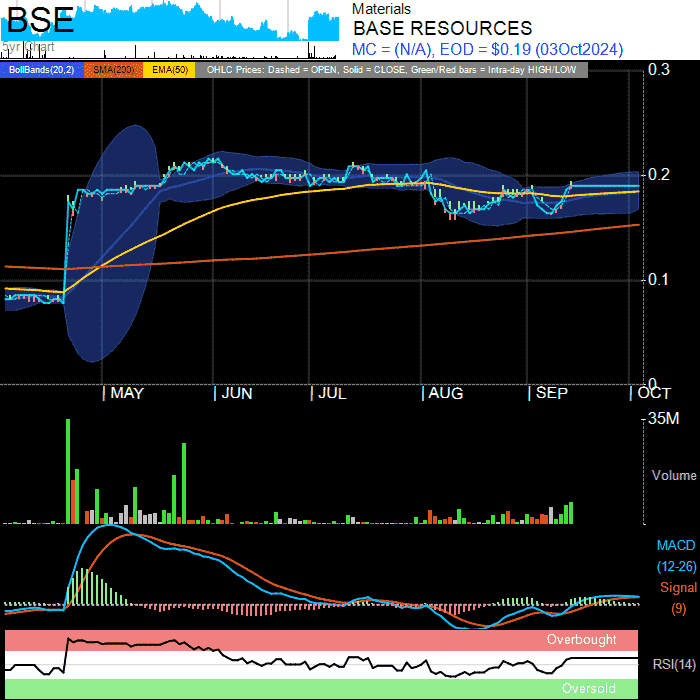 BSE
5yr Chart
Materials
BASE RESOURCES
MC = (N/A), EOD = $0.19 (03Oct2024)
BollBands(20,2) SMA(200) EMA(50) OHLC Prices: Dashed = OPEN, Solid = CLOSE, Green/Red bars = Intra-day HIGH/LOW
0.3
0.2
0.1
0
MAY JUN JUL AUG SEP OCT
35M
Volume
MACD
(12-26)
Signal
(9)
Overbought
RSI(14)
Oversold